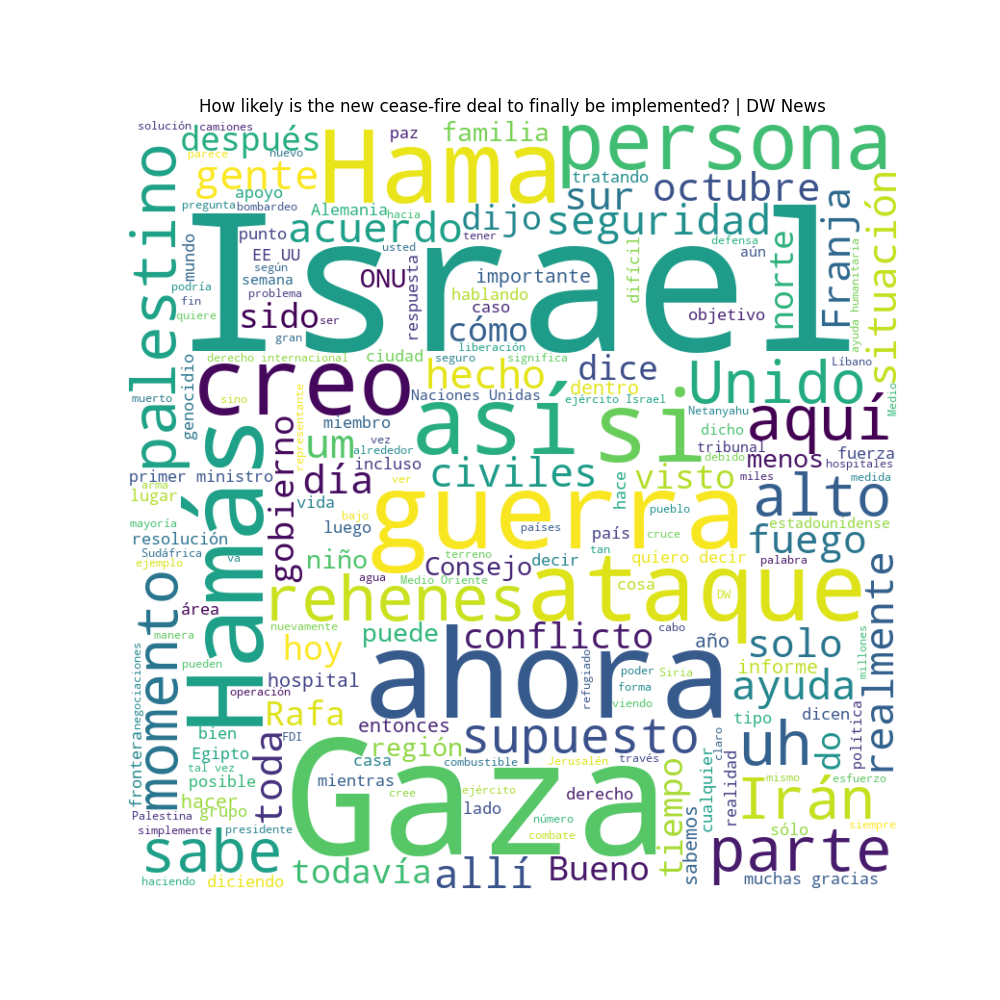 How likely is the new cease-fire deal to finally be implemented? | DW News
solución
camiones
después
Hama
paz
familia
persona
parece
nuevo
gente
tratando
sur
octubre
palestino
pregunta
bombardeo
apoyo
Alemania
hacia
acuerdo
dijo
seguridad
situación
Israel
mundo
punto
usted
tener
difícil
defensa
aún
norte
Franja
ayuda humanitaria
EE UU
según
semana
ONU
respuesta
importante
podría
problema
hablando
fin
quiere
sido
ser
caso
objetivo
gran
cómo
derecho internacional
ciudad
liberación
seguro
significa
dice
Líbano
genocidio
creo
hecho
dentro
Unido
Medio
muerto
sino
representante
Naciones Unidas
ejército Israel
Netanyahu
aquí
Hamás
miembro
así
si
dicho
tribunal
um
vez
alrededor
menos
fuerza
debido
hospitales
gobierno
incluso
civiles
visto
primer ministro
día
ver
hace
miles
medida
arma
lugar
vida
guerra
pueblo
alto
mayoría
luego
bajo
países
país
cruce
estadounidense
resolución
fuego
Sudáfrica
va
niño
terreno
tan
quiero decir
palabra
ejemplo
Consejo
decir
realmente
agua
Medio Oriente
cosa
DW
momento
área
rehenes
ataque
nuevamente
manera
hoy
puede
conflicto
cabo
año
solo
millones
frontera
negociaciones
pueden
ahora
refugiado
poder
Siria
informe
hospital
forma
ayuda
operación
viendo
Rafa
entonces
tipo
dicen
política
bien
FDI
supuesto
uh
do
claro
Egipto
toda
región
tal vez
casa
combustible
Jerusalén
través
posible
mientras
tiempo
cualquier
realidad
mismo
esfuerzo
hacer
Gaza
cree
ejército
derecho
Irán
grupo
lado
Palestina
número
simplemente
presidente
combate
sabemos
sólo
siempre
sabe
parte
todavía
allí
Bueno
haciendo
diciendo
muchas gracias